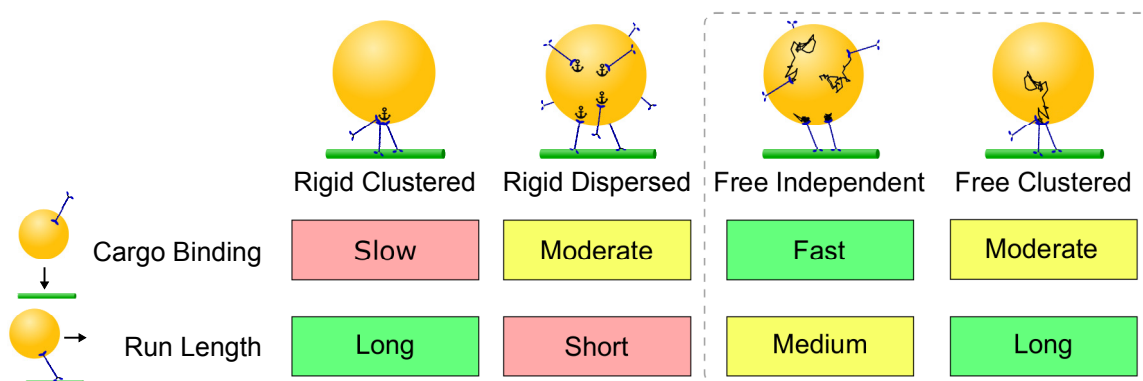 Rigid Clustered
Rigid Dispersed
Free Independent
Free Clustered
Cargo Binding
Slow
Moderate
Fast
Moderate
Run Length
Long
Short
Medium
Long